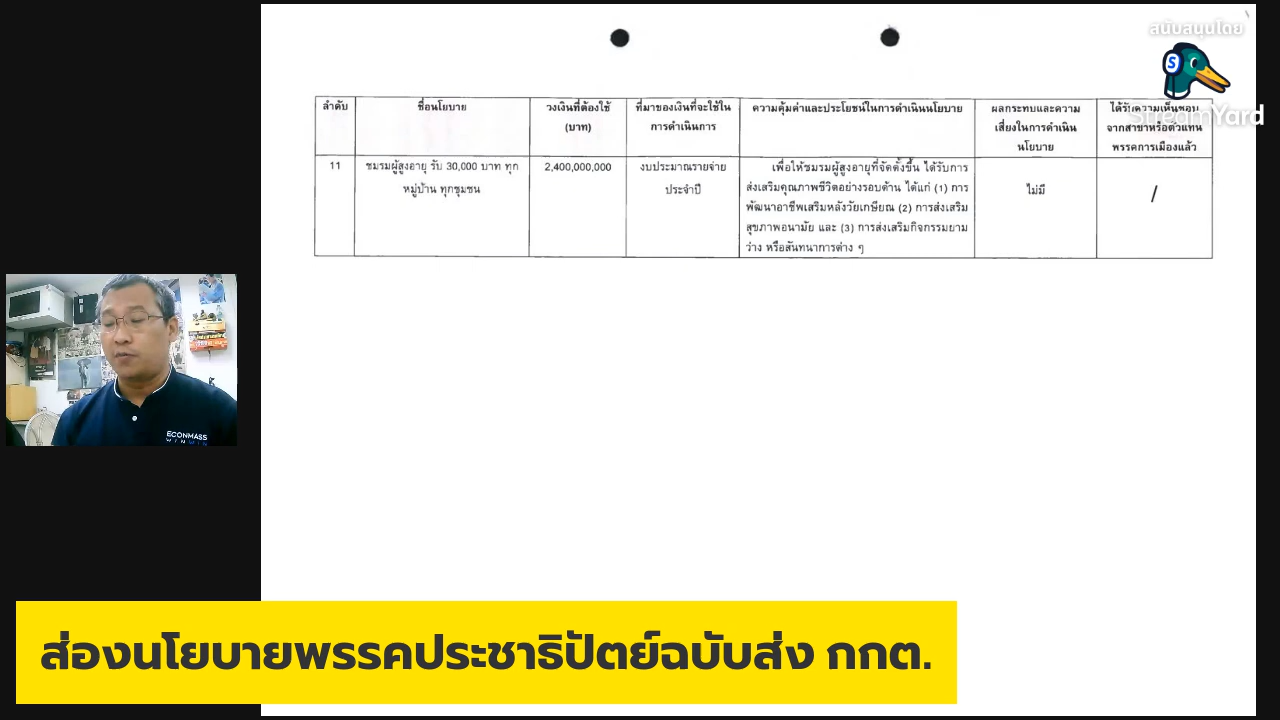 สนับสนุนโดย
StreamYard
ลำดับ
ชื่อนโยบาย
วงเงินที่ต้องใช้
(บาท)
ที่มาของเงินที่จะใช้ใน
การดำเนินการ
ความคุ้มค่าและประโยชน์ในการดำเนินนโยบาย
ผลกระทบและความ
เสี่ยงในการดำเนิน
นโยบาย
ได้รับความเห็นชอบ
จากสาขาหรือตัวแทน
พรรคการเมืองแล้ว
11
ชมรมผู้สูงอายุ รับ 30,000 บาท ทุก
หมู่บ้าน ทุกชุมชน
2,400,000,000
งบประมาณรายจ่าย
ประจำปี
เพื่อให้ชมรมผู้สูงอายุที่จัดตั้งขึ้น ได้รับการ
ส่งเสริมคุณภาพชีวิตอย่างรอบด้าน ได้แก่ (1) การ
พัฒนาอาชีพเสริมหลังวัยเกษียณ (2) การส่งเสริม
สุขภาพอนามัย และ (3) การส่งเสริมกิจกรรมยาม
ว่าง หรือสันทนาการต่าง ๆ
ไม่มี
/
ECONMASS
WINWIN
ส่องนโยบายพรรคประชาธิปัตย์ฉบับส่ง กกต.